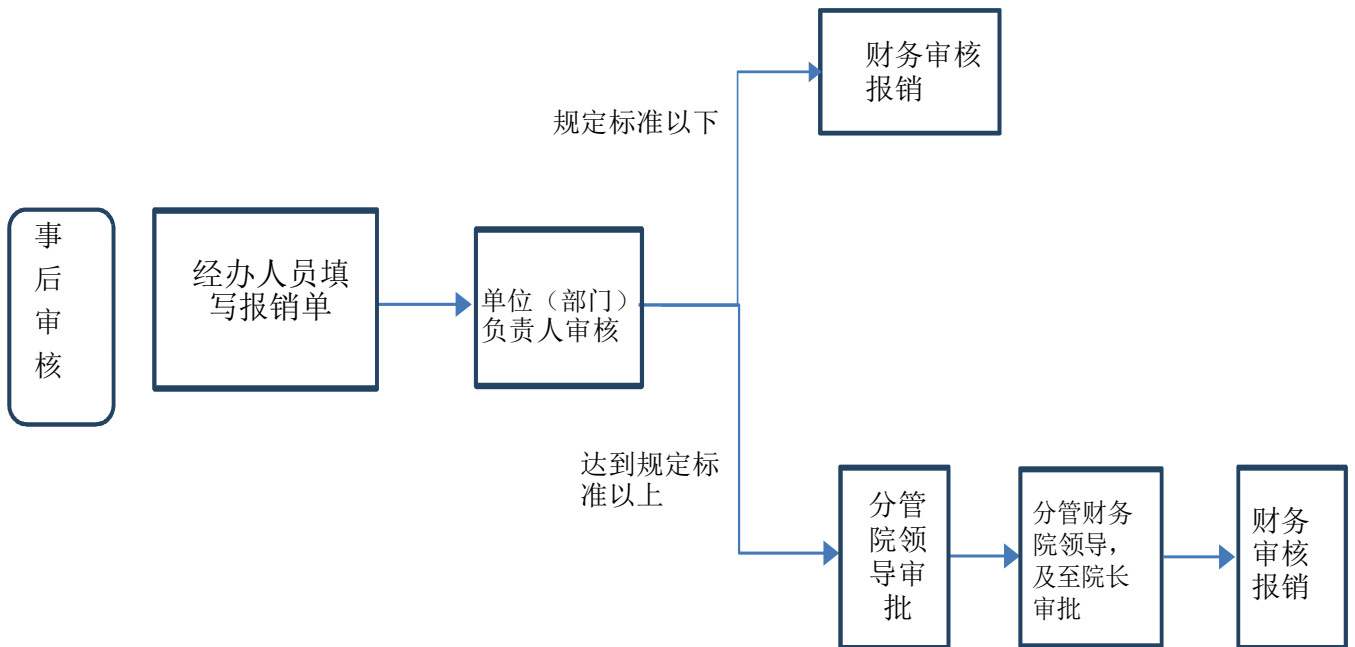 财务审核
报销
规定标准以下
事
后
审
核
经办人员填
写报销单
单位（部门）
负责人审核
达到规定标
准以上
分管
院领
导审
批
分管财务
院领导，
及至院长
审批
财务
审核
报销